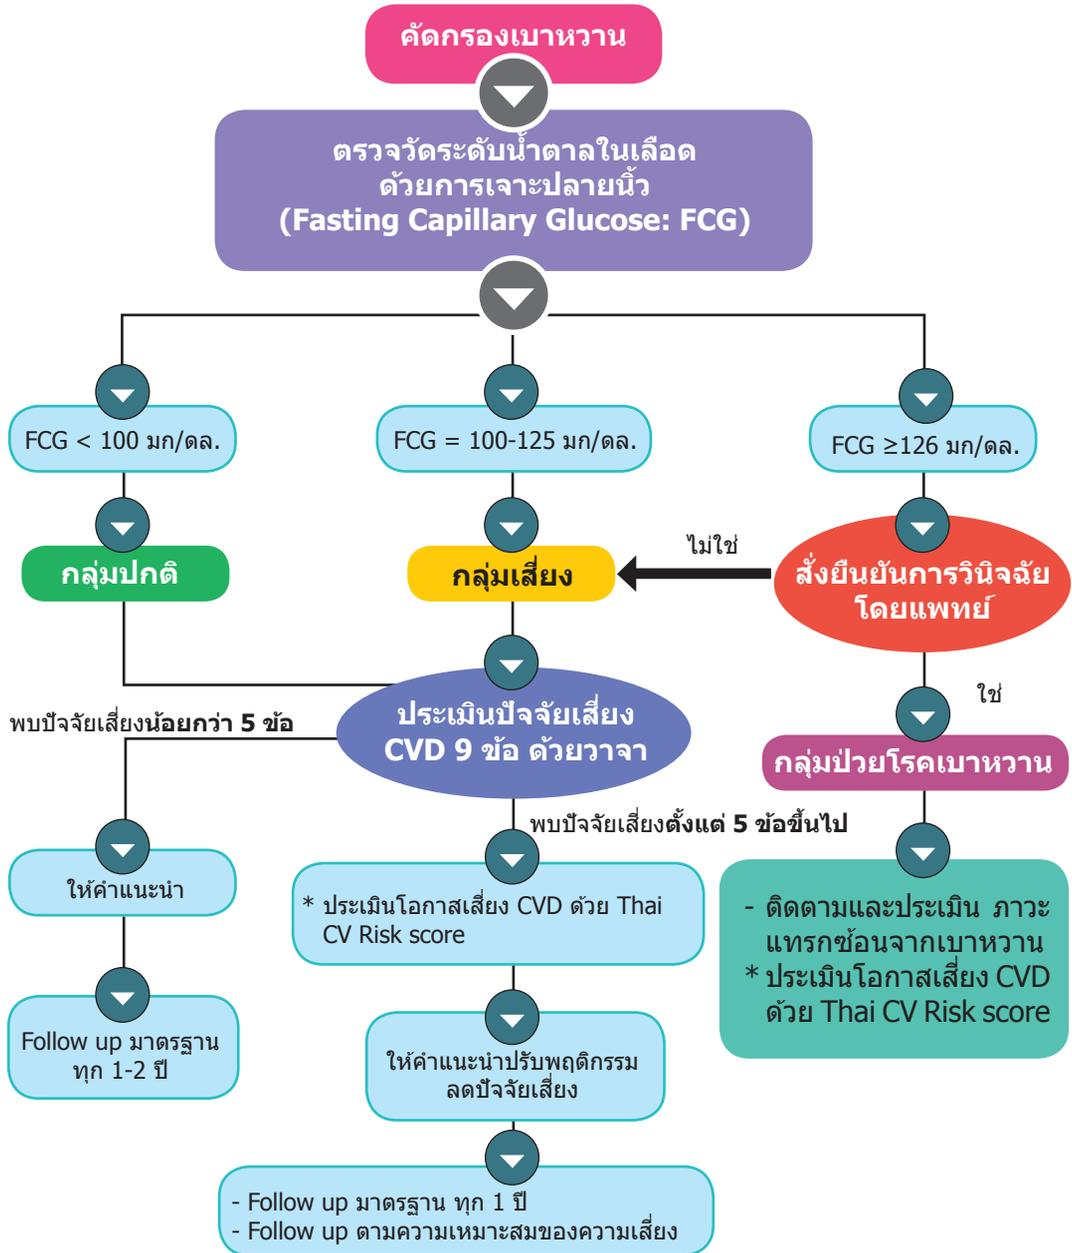 คัดกรองเบาหวาน
ตรวจวัดระดับน้ำตาลในเลือด
ด้วยการเจาะปลายนิ้ว
(Fasting Capillary Glucose: FCG)
FCG < 100 มก/ดล.
FCG = 100-125 มก/ดล.
FCG ≥126 มก/ดล.
กลุ่มปกติ
กลุ่มเสี่ยง
ไม่ใช่
สั่งยืนยันการวินิจฉัย
โดยแพทย์
ใช่
พบปัจจัยเสี่ยงน้อยกว่า 5 ข้อ
ประเมินปัจจัยเสี่ยง
CVD 9 ข้อ ด้วยวาจา
กลุ่มป่วยโรคเบาหวาน
พบปัจจัยเสี่ยงตั้งแต่ 5 ข้อขึ้นไป
ให้คำแนะนำ
* ประเมินโอกาสเสี่ยง CVD ด้วย Thai
CV Risk score
- ติดตามและประเมิน ภาวะ
แทรกซ้อนจากเบาหวาน
* ประเมินโอกาสเสี่ยง CVD
ด้วย Thai CV Risk score
Follow up มาตรฐาน
ทุก 1-2 ปี
ให้คำแนะนำปรับพฤติกรรม
ลดปัจจัยเสี่ยง
- Follow up มาตรฐาน ทุก 1 ปี
- Follow up ตามความเหมาะสมของความเสี่ยง